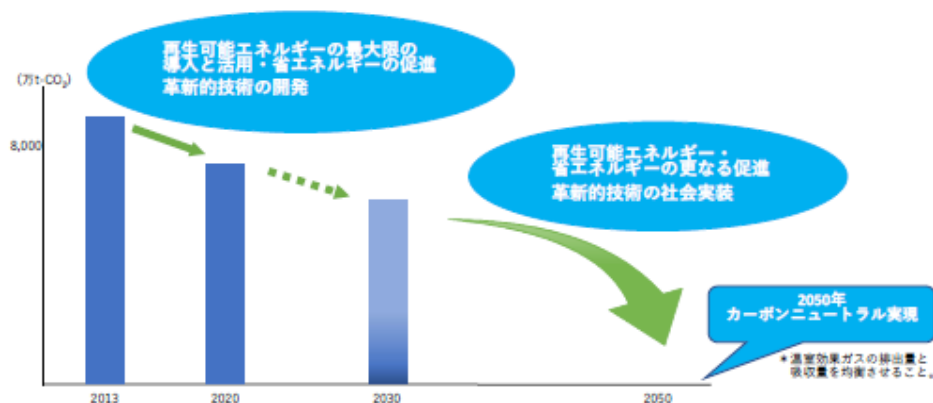 再生可能エネルギーの最大限の
導入と活用・省エネルギーの促進
革新的技術の開発
(万t-CO₂)
8,000
再生可能エネルギー・
省エネルギーの更なる促進
革新的技術の社会実装
2050年
カーボンニュートラル実現
*温室効果ガスの排出量と
吸収量を均衡させること。
2013
2020
2030
2050